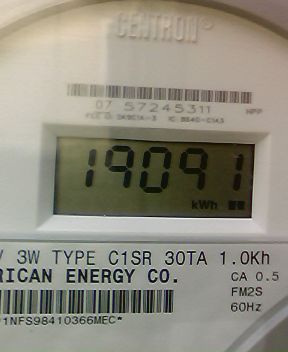 CENTRON®
07 57245311
HPP
19091
kWh
V 3W TYPE C1SR 30TA 1.0Kh
RICAN ENERGY CO.
CA 0.5
FM2S
60Hz
1NFS98410366MEC*